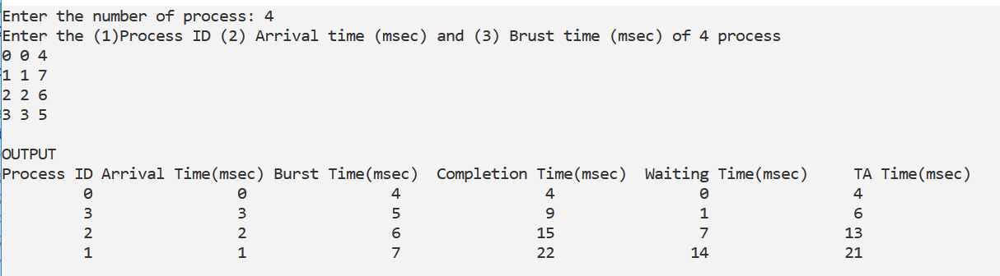 Enter the number of process: 4
Enter the (1)Process ID (2) Arrival time (msec) and (3) Brust time (msec) of 4 process
0 0 4
1 1 7
2 2 6
3 3 5
OUTPUT
Process ID Arrival Time(msec) Burst Time(msec) Completion Time(msec) Waiting Time(msec) TA Time(msec)
0 0 4 4 0 4
3 3 5 9 1 6
2 2 6 15 7 13
1 1 7 22 14 21